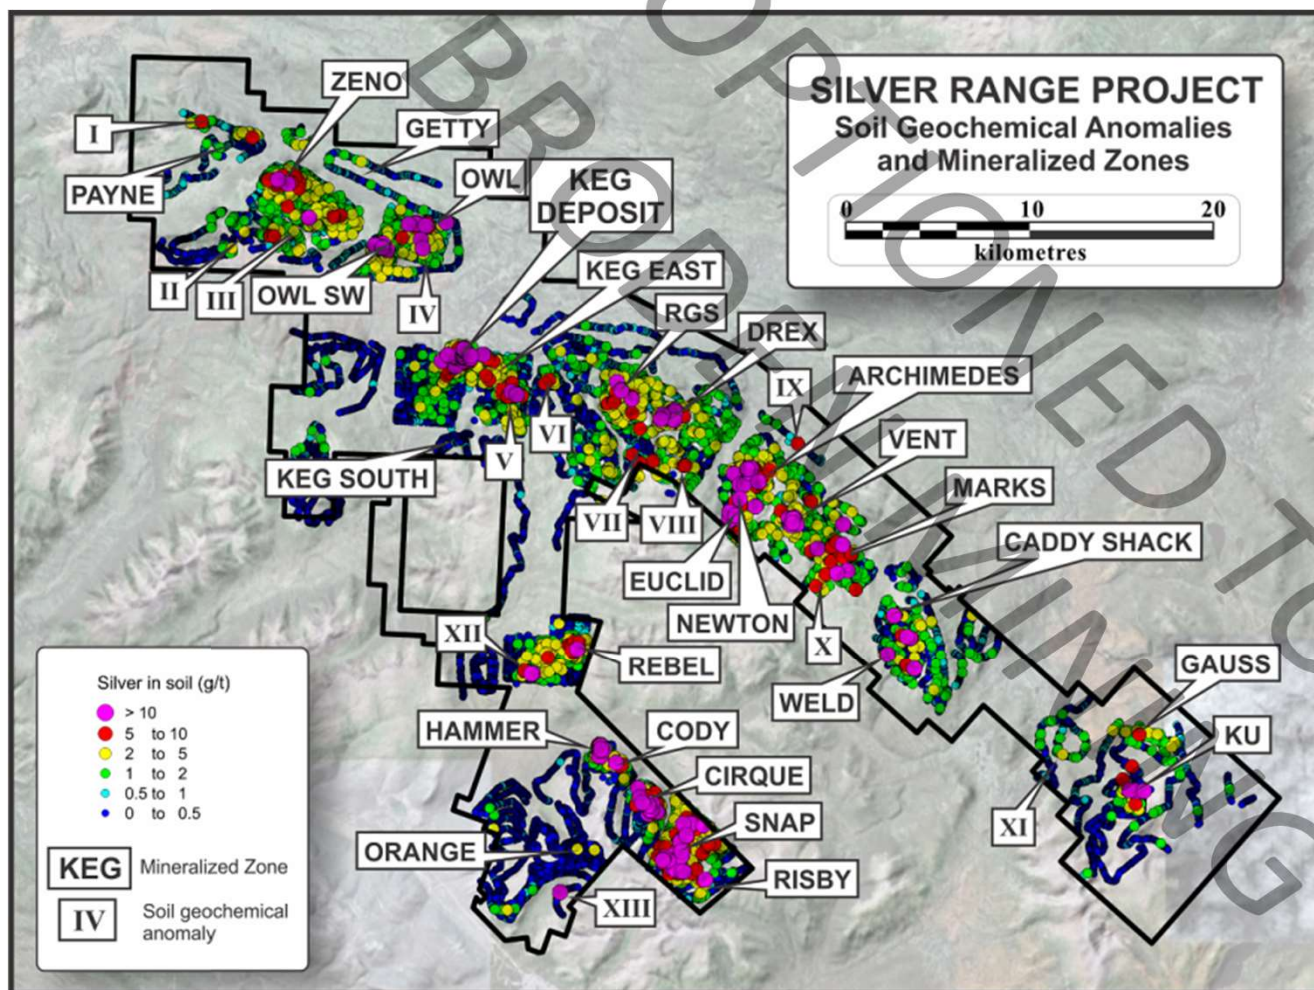 SILVER RANGE PROJECT
Soil Geochemical Anomalies
and Mineralized Zones
0 10 20
kilometres
ZENO
I
GETTY
PAYNE
OWL
KEG
DEPOSIT
KEG EAST
II
III
OWL SW
IV
RGS
DREX
IX
ARCHIMEDES
VENT
KEG SOUTH
V
VI
MARKS
VII
VIII
CADDY SHACK
EUCLID
NEWTON
X
XII
REBEL
WELD
GAUSS
HAMMER
CODY
KU
CIRQUE
SNAP
XI
ORANGE
RISBY
XIII
Silver in soil (g/t)
> 10
5 to 10
2 to 5
1 to 2
0.5 to 1
0 to 0.5
KEG Mineralized Zone
IV Soil geochemical
anomaly
OPTIONED TO
BROADWAY MINING